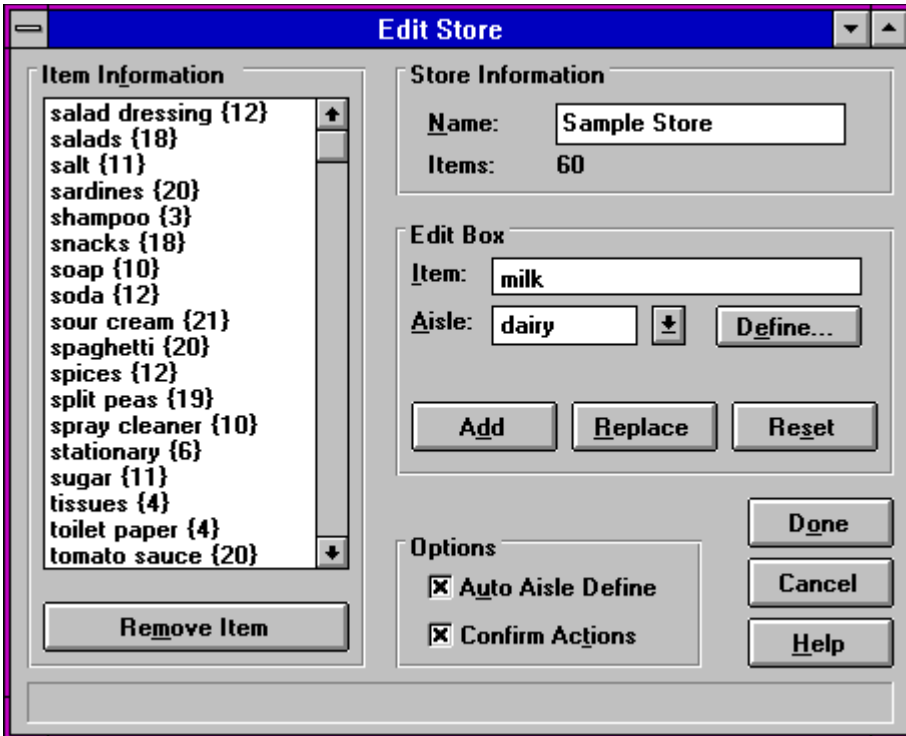 Edit Store
Item Information
salad dressing {12}
salads {18}
salt {11}
sardines {20}
shampoo {3}
snacks {18}
soap {10}
soda {12}
sour cream {21}
spaghetti {20}
spices {12}
split peas {19}
spray cleaner {10}
stationary {6}
sugar {11}
tissues {4}
toilet paper {4}
tomato sauce {20}
Remove Item
Store Information
Name: Sample Store
Items: 60
Edit Box
Item: milk
Aisle: dairy Define...
Add Replace Reset
Options
Auto Aisle Define
Confirm Actions
Done
Cancel
Help